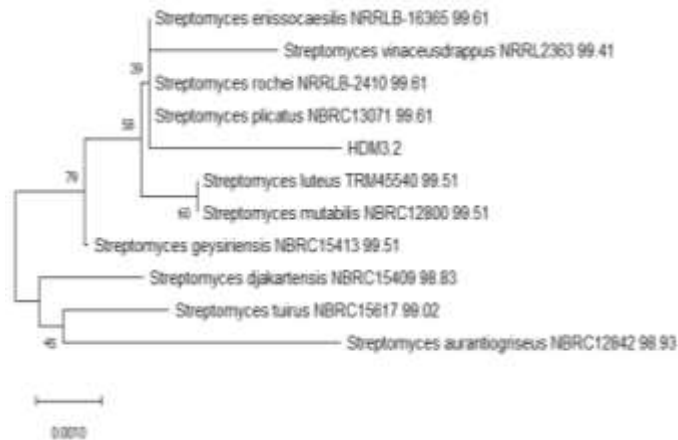 Streptomyces enissocaesilis NRRLB-16365 99.61
Streptomyces vinaceusdrappus NRRL2363 99.41
39
Streptomyces rochei NRRLB-2410 99.61
Streptomyces plicatus NBRC13071 99.61
HDM3.2
Streptomyces luteus TRM45540 99.51
79
60
Streptomyces mutabilis NBRC12800 99.51
Streptomyces geysiriensis NBRC15413 99.51
Streptomyces djakartensis NBRC15409 98.83
Streptomyces tuirus NBRC15617 99.02
45
Streptomyces aurantiogriseus NBRC12842 98.93
0.0010